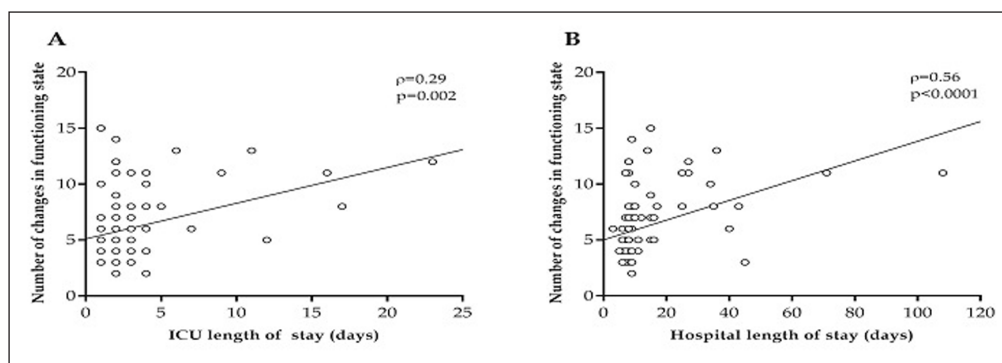 A
Number of changes in functioning state
20
15
10
5
0
ρ=0.29
p=0.002
0 5 10 15 20 25
ICU length of stay (days)
B
Number of changes in functioning state
20
15
10
5
0
ρ=0.56
p<0.0001
0 20 40 60 80 100 120
Hospital length of stay (days)